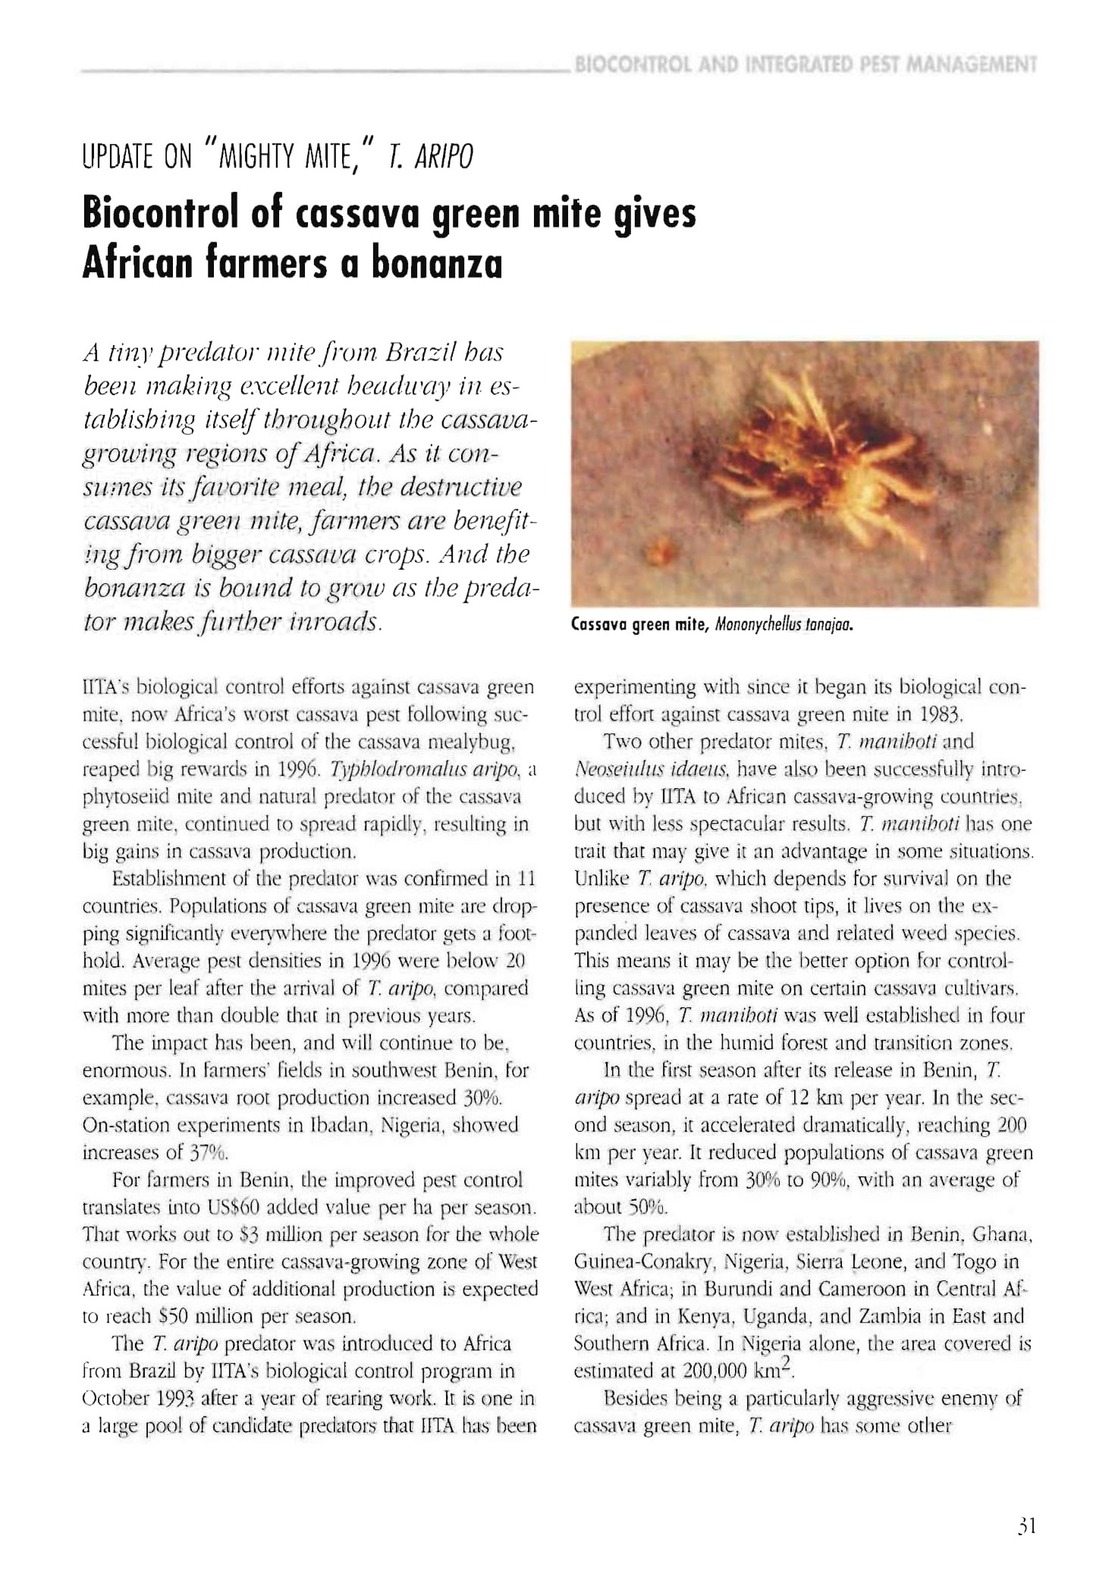 BIOCONTROL AND INTEGRATED PEST MANAGEMENT
UPDATE ON "MIGHTY MITE," T. ARIPO
Biocontrol of cassava green mite gives
African farmers a bonanza
A tiny predator mite from Brazil has
been making excellent headway in es-
tablishing itself throughout the cassava-
growing regions of Africa. As it con-
sumes its favorite meal, the destructive
cassava green mite, farmers are benefit-
ing from bigger cassava crops. And the
bonanza is bound to grow as the preda-
tor makes further inroads.
Cassava green mite, Mononychellus tanajoa.
IITA's biological control efforts against cassava green
mite, now Africa's worst cassava pest following suc-
cessful biological control of the cassava mealybug,
reaped big rewards in 1996. Typhlodromalus aripo, a
phytoseiid mite and natural predator of the cassava
green mite, continued to spread rapidly, resulting in
big gains in cassava production.
Establishment of the predator was confirmed in 11
countries. Populations of cassava green mite are drop-
ping significantly everywhere the predator gets a foot-
hold. Average pest densities in 1996 were below 20
mites per leaf after the arrival of T. aripo, compared
with more than double that in previous years.
The impact has been, and will continue to be,
enormous. In farmers' fields in southwest Benin, for
example, cassava root production increased 30%.
On-station experiments in Ibadan, Nigeria, showed
increases of 37%.
For farmers in Benin, the improved pest control
translates into US$60 added value per ha per season.
That works out to $3 million per season for the whole
country. For the entire cassava-growing zone of West
Africa, the value of additional production is expected
to reach $50 million per season.
The T. aripo predator was introduced to Africa
from Brazil by IITA's biological control program in
October 1993 after a year of rearing work. It is one in
a large pool of candidate predators that IITA has been
experimenting with since it began its biological con-
trol effort against cassava green mite in 1983.
Two other predator mites, T. manihoti and
Neoseiulus idaeus, have also been successfully intro-
duced by IITA to African cassava-growing countries,
but with less spectacular results. T. manihoti has one
trait that may give it an advantage in some situations.
Unlike T. aripo, which depends for survival on the
presence of cassava shoot tips, it lives on the ex-
panded leaves of cassava and related weed species.
This means it may be the better option for control-
ling cassava green mite on certain cassava cultivars.
As of 1996, T. manihoti was well established in four
countries, in the humid forest and transition zones.
In the first season after its release in Benin, T.
aripo spread at a rate of 12 km per year. In the sec-
ond season, it accelerated dramatically, reaching 200
km per year. It reduced populations of cassava green
mites variably from 30% to 90%, with an average of
about 50%.
The predator is now established in Benin, Ghana,
Guinea-Conakry, Nigeria, Sierra Leone, and Togo in
West Africa; in Burundi and Cameroon in Central Af-
rica; and in Kenya, Uganda, and Zambia in East and
Southern Africa. In Nigeria alone, the area covered is
estimated at 200,000 km².
Besides being a particularly aggressive enemy of
cassava green mite, T. aripo has some other
31